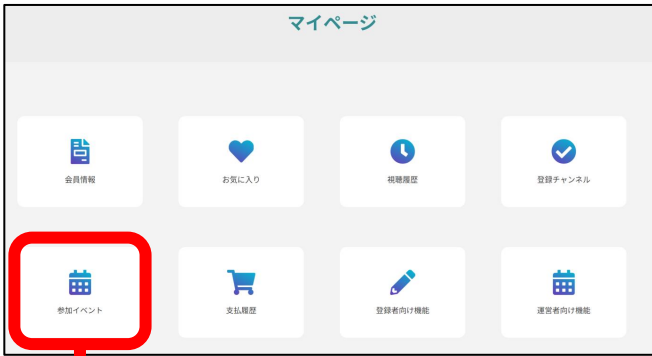 マイページ
会員情報
お気に入り
視聴履歴
登録チャンネル
参加イベント
支払履歴
登録者向け機能
運営者向け機能